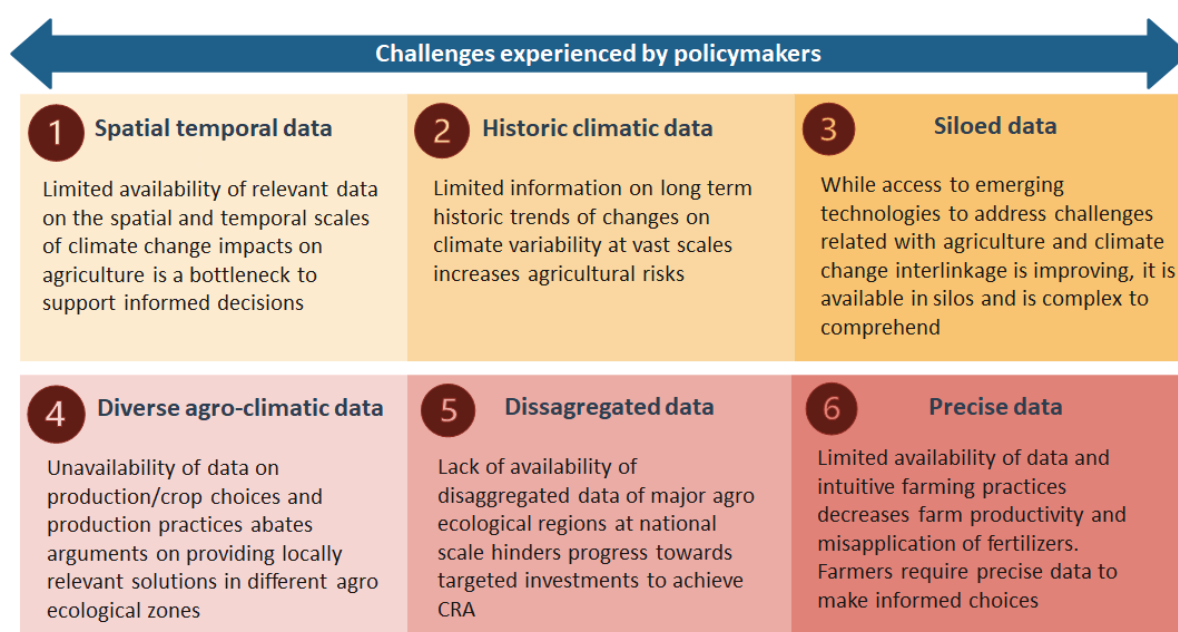 Challenges experienced by policymakers
1 Spatial temporal data
Limited availability of relevant data
on the spatial and temporal scales
of climate change impacts on
agriculture is a bottleneck to
support informed decisions
2 Historic climatic data
Limited information on long term
historic trends of changes on
climate variability at vast scales
increases agricultural risks
3 Siloed data
While access to emerging
technologies to address challenges
related with agriculture and climate
change interlinkage is improving, it is
available in silos and is complex to
comprehend
4 Diverse agro-climatic data
Unavailability of data on
production/crop choices and
production practices abates
arguments on providing locally
relevant solutions in different agro
ecological zones
5 Dissagregated data
Lack of availability of
disaggregated data of major agro
ecological regions at national
scale hinders progress towards
targeted investments to achieve
CRA
6 Precise data
Limited availability of data and
intuitive farming practices
decreases farm productivity and
misapplication of fertilizers.
Farmers require precise data to
make informed choices